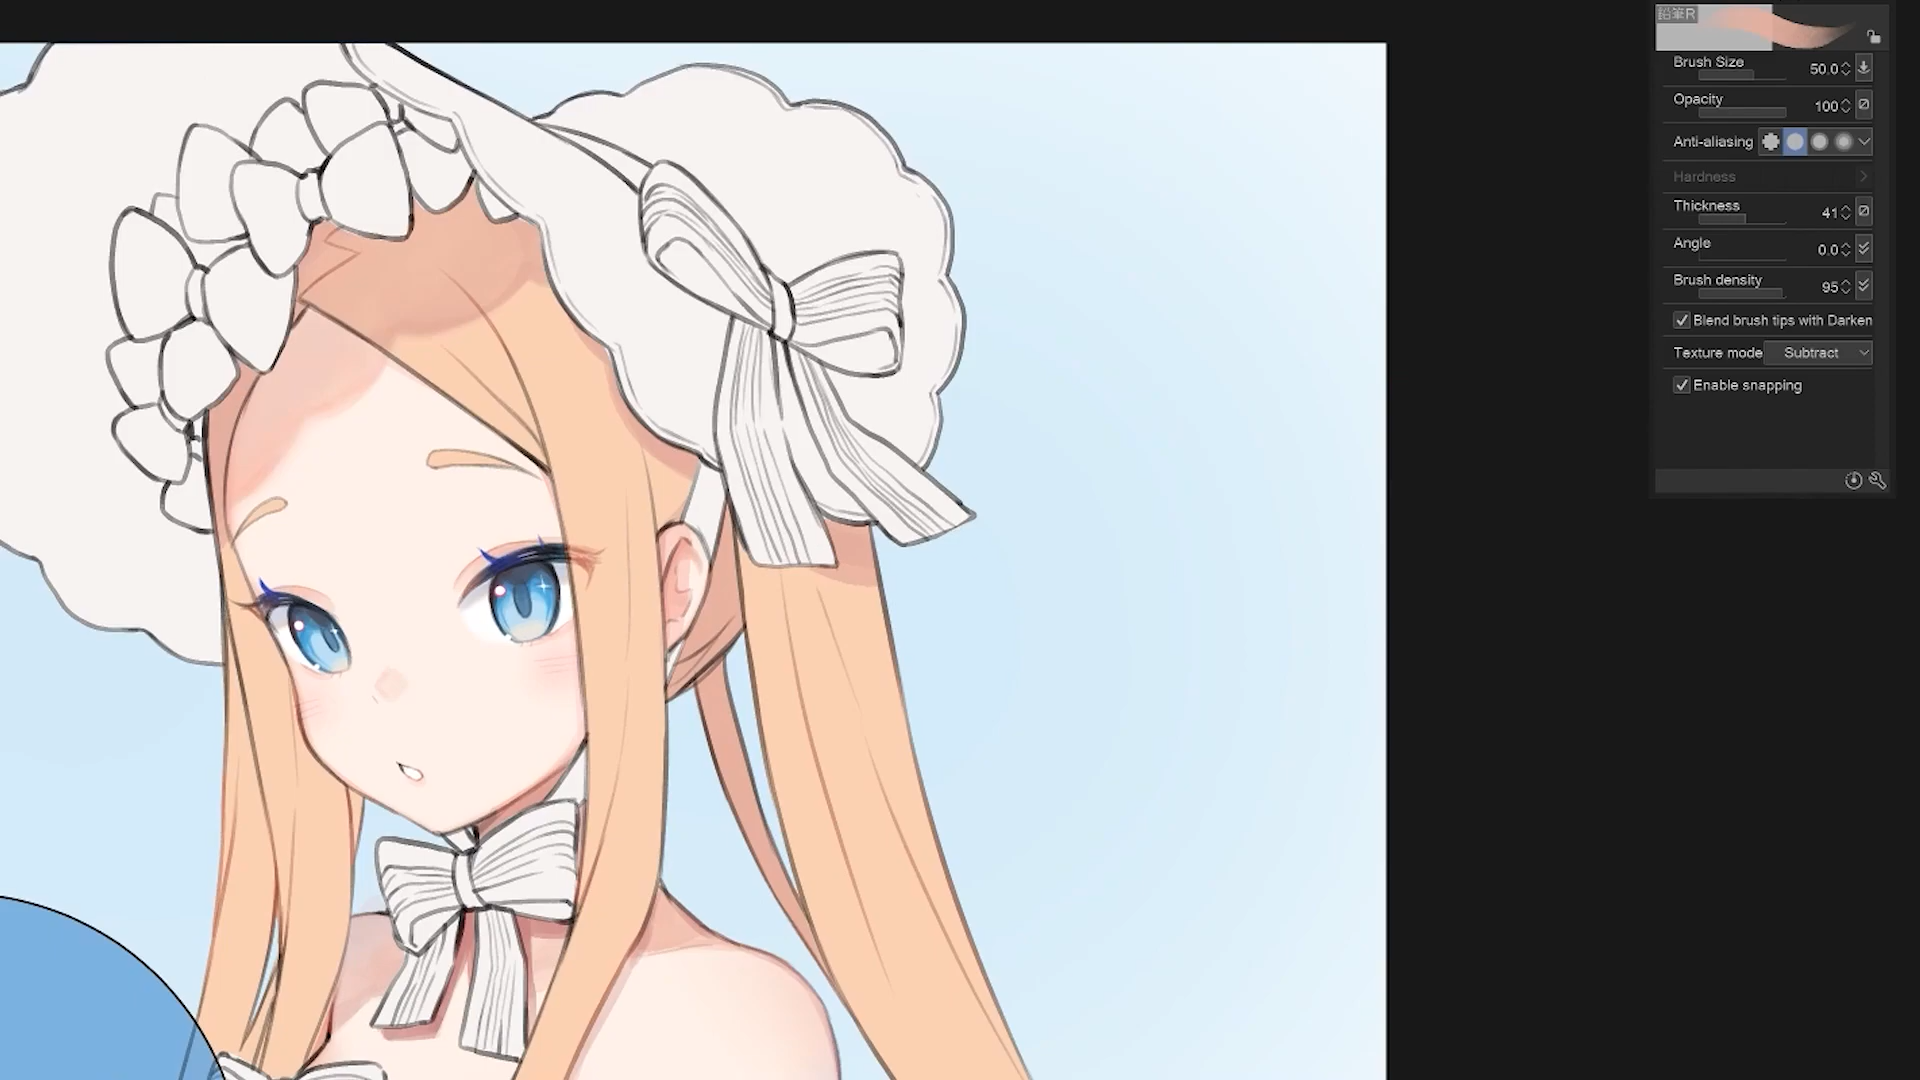 鉛筆R
Brush Size 50.0
Opacity 100
Anti-aliasing
Hardness
Thickness 41
Angle 0.0
Brush density 95
Blend brush tips with Darken
Texture mode Subtract
Enable snapping